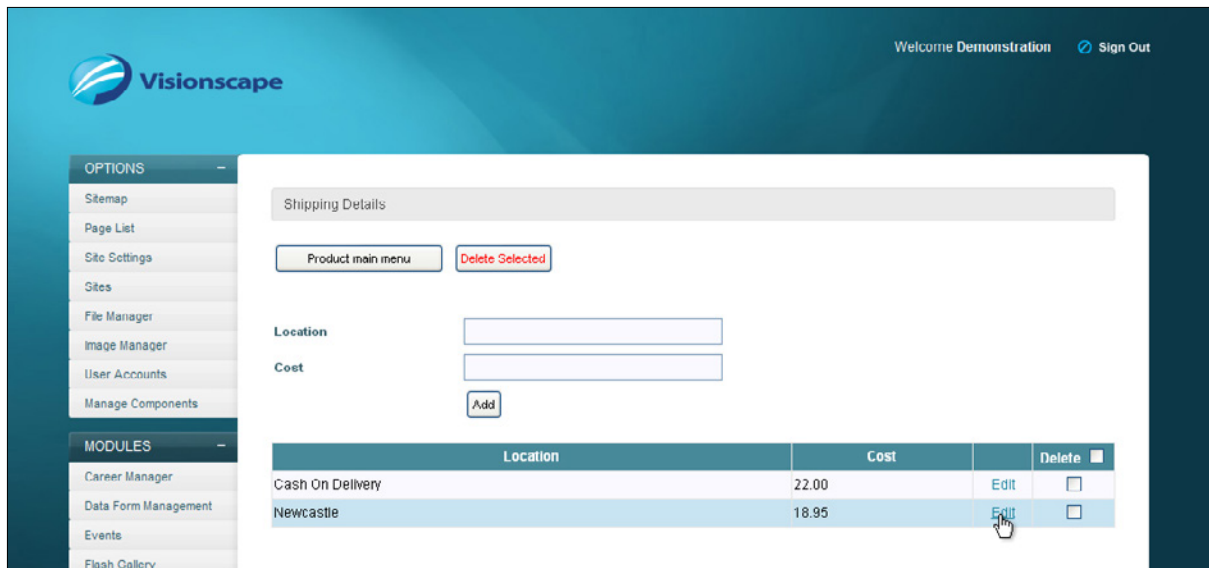 Welcome Demonstration Sign Out
Visionscape
OPTIONS –
Sitemap
Page List
Site Settings
Sites
File Manager
Image Manager
User Accounts
Manage Components
MODULES –
Career Manager
Data Form Management
Events
Flash Gallery
Shipping Details
Product main menu Delete Selected
Location
Cost
Add
Location Cost Delete
Cash On Delivery 22.00 Edit
Newcastle 18.95 Edit